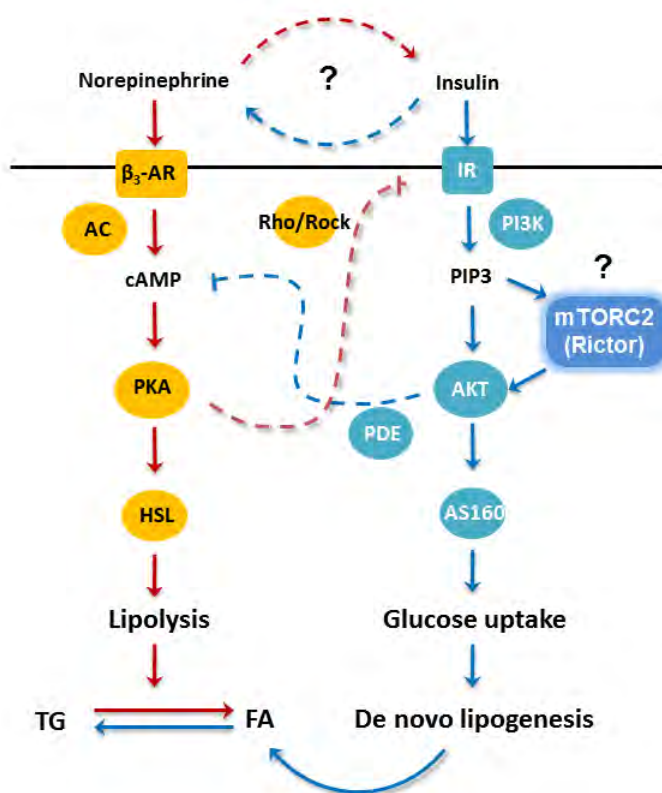 ?
Norepinephrine
Insulin
β₃-AR
IR
AC
Rho/Rock
PI3K
cAMP
PIP3
?
mTORC2
(Rictor)
PKA
AKT
PDE
HSL
AS160
Lipolysis
Glucose uptake
TG
FA
De novo lipogenesis